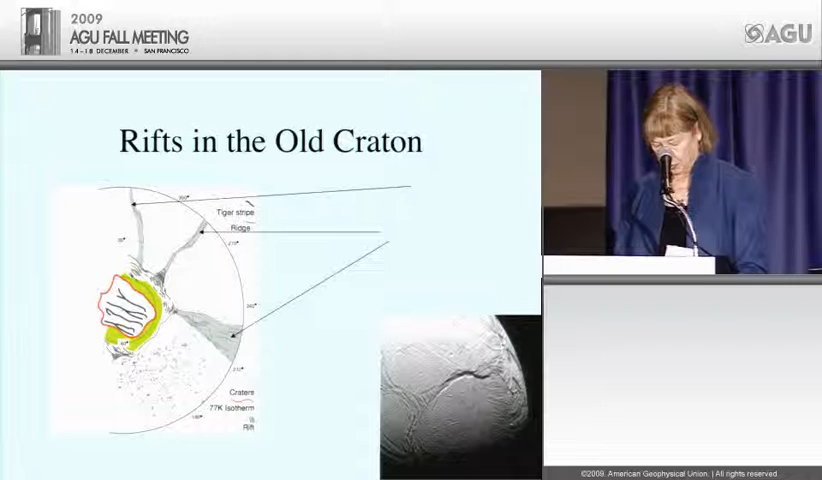 2009
AGU FALL MEETING
14–18 DECEMBER • SAN FRANCISCO
AGU
Rifts in the Old Craton
Tiger stripe
Ridge
Craters
77K Isotherm
Rift
©2009. American Geophysical Union. | All rights reserved